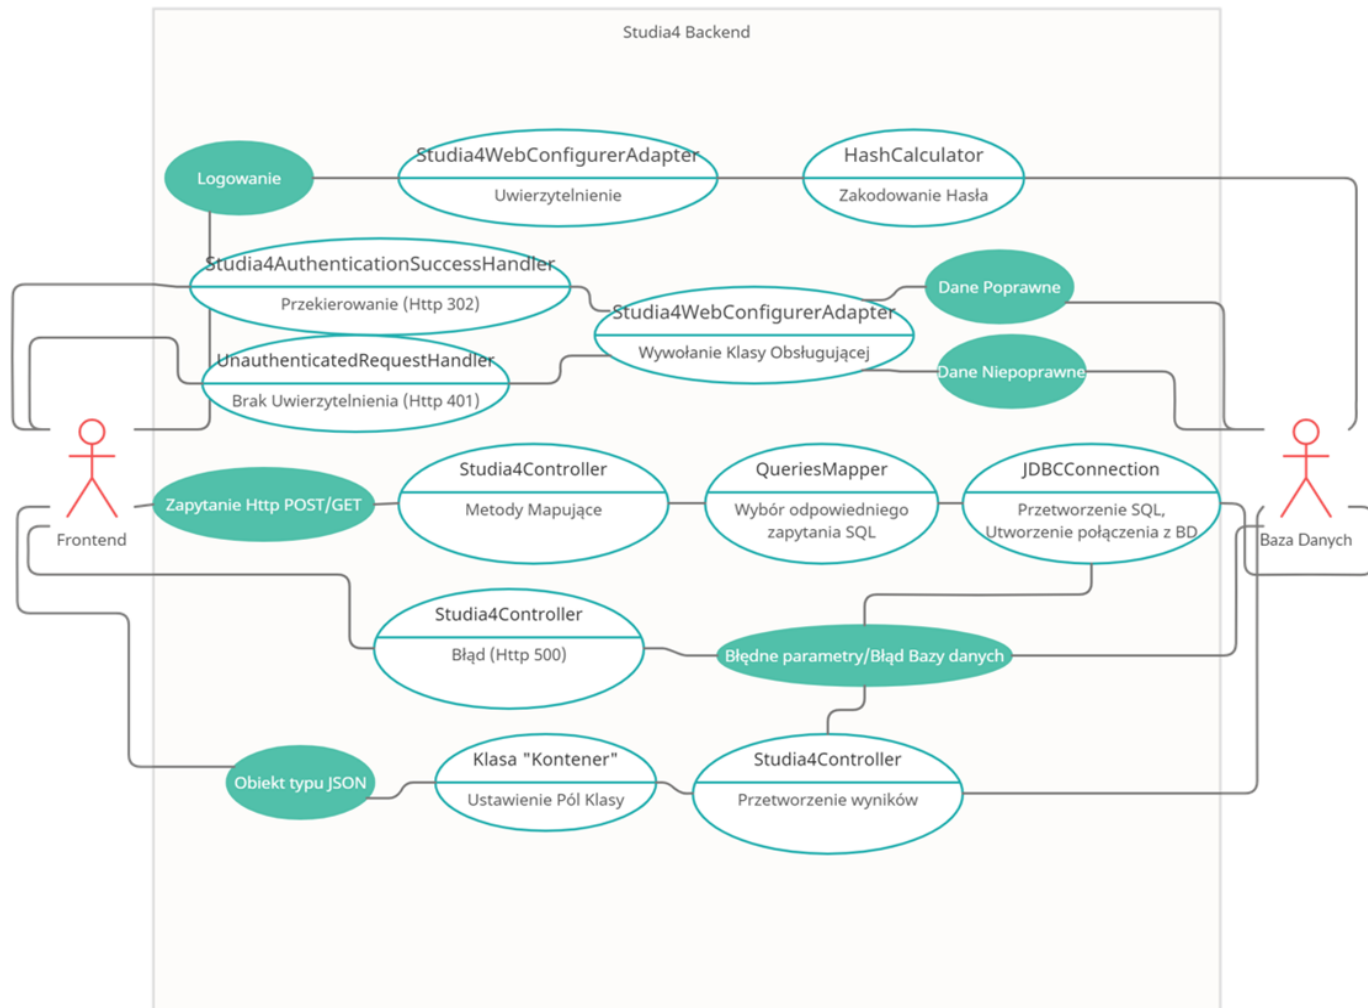 Studia4 Backend
Logowanie
Studia4WebConfigurerAdapter
Uwierzytelnienie
HashCalculator
Zakodowanie Hasła
Studia4AuthenticationSuccessHandler
Przekierowanie (Http 302)
Studia4WebConfigurerAdapter
Wywołanie Klasy Obsługującej
Dane Poprawne
UnauthenticatedRequestHandler
Brak Uwierzytelnienia (Http 401)
Dane Niepoprawne
Frontend
Zapytanie Http POST/GET
Studia4Controller
Metody Mapujące
QueriesMapper
Wybór odpowiedniego
zapytania SQL
JDBCConnection
Przetworzenie SQL,
Utworzenie połączenia z BD
Baza Danych
Studia4Controller
Błąd (Http 500)
Błędne parametry/Błąd Bazy danych
Obiekt typu JSON
Klasa "Kontener"
Ustawienie Pól Klasy
Studia4Controller
Przetworzenie wyników